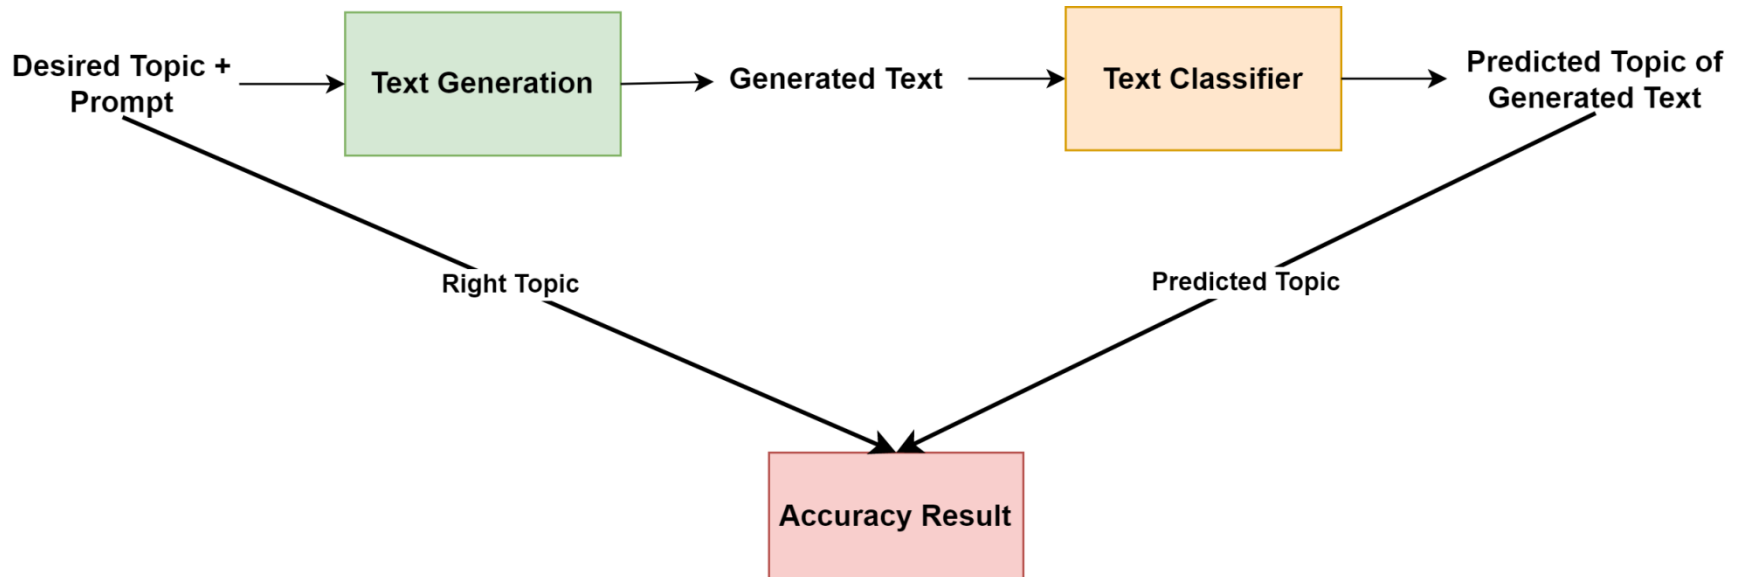 Desired Topic +
Prompt
Text Generation
Generated Text
Text Classifier
Predicted Topic of
Generated Text
Right Topic
Predicted Topic
Accuracy Result